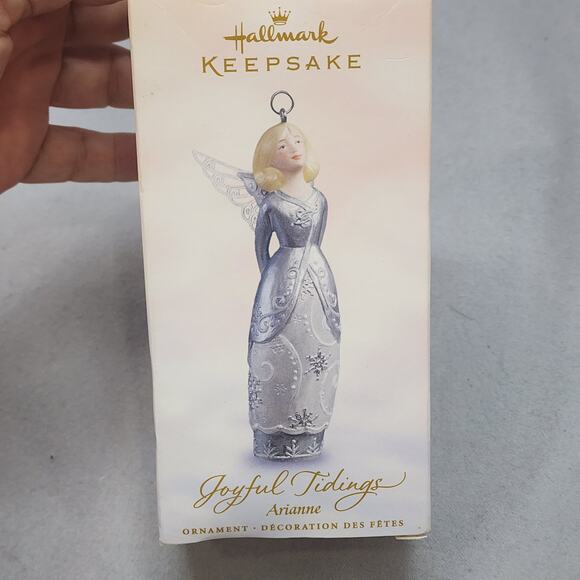 Hallmark
KEEPSAKE
Joyful Tidings
Arianne
ORNAMENT · DÉCORATION DES FÊTES